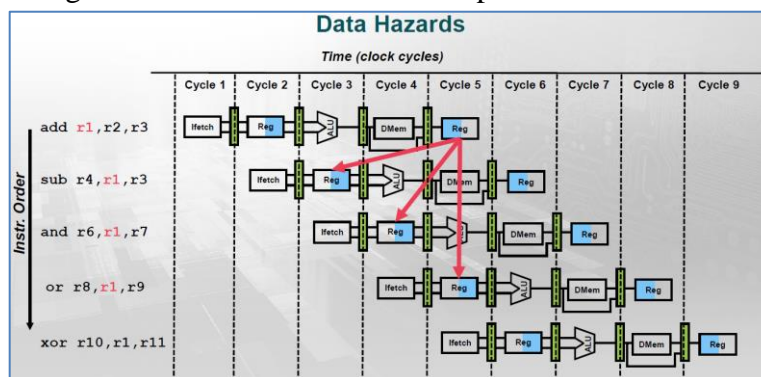 Data Hazards
Time (clock cycles)
Cycle 1 Cycle 2 Cycle 3 Cycle 4 Cycle 5 Cycle 6 Cycle 7 Cycle 8 Cycle 9
Instr. Order
add r1,r2,r3 Ifetch Reg ALU DMem Reg
sub r4,r1,r3 Ifetch Reg ALU DMem Reg
and r6,r1,r7 Ifetch Reg ALU DMem Reg
or r8,r1,r9 Ifetch Reg ALU DMem Reg
xor r10,r1,r11 Ifetch Reg ALU DMem Reg